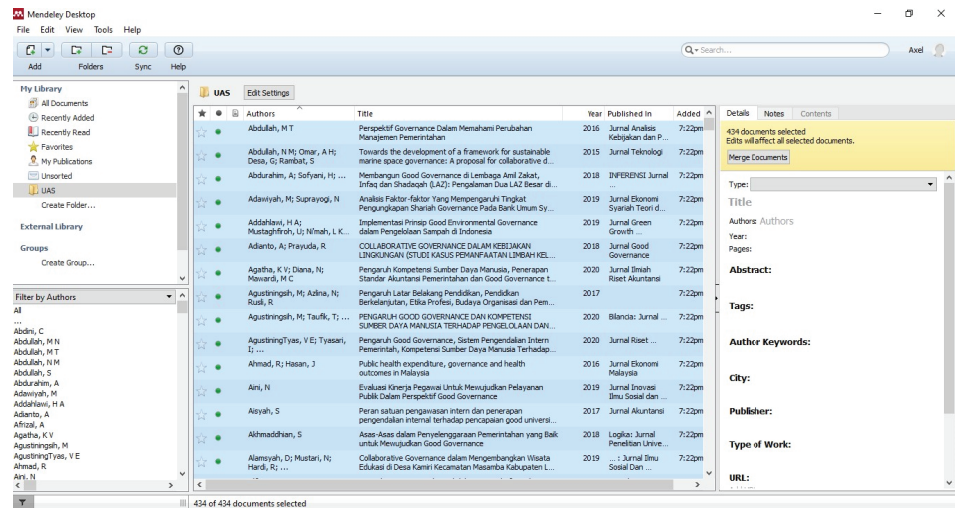 Mendeley Desktop
File Edit View Tools Help
Search...
Axel
Add Folders Sync Help
My Library
All Documents
Recently Added
Recently Read
Favorites
My Publications
Unsorted
UAS
Create Folder...
External Library
Groups
Create Group...
Filter by Authors
All
...
Abdini, C
Abdullah, M N
Abdullah, M T
Abdullah, N M
Abdullah, S
Abdurahim, A
Adawiyah, M
Addahlawi, H A
Adianto, A
Afrizal, A
Agatha, K V
Agustiningsih, M
AgustiningTyas, V E
Ahmad, R
Aini, N
UAS Edit Settings
Authors Title Year Published In Added
Abdullah, M T Perspektif Governance Dalam Memahami Perubahan 2016 Jurnal Analisis 7:22pm
Manajemen Pemerintahan Kebijakan dan P...
Abdullah, N M; Omar, A H; Towards the development of a framework for sustainable 2015 Jurnal Teknologi 7:22pm
Desa, G; Rambat, S marine space governance: A proposal for collaborative d...
Abdurahim, A; Sofyani, H; ... Membangun Good Governance di Lembaga Amil Zakat, 2018 INFERENSI Jurnal 7:22pm
Infaq dan Shadaqah (LAZ): Pengalaman Dua LAZ Besar di... ...
Adawiyah, M; Suprayogi, N Analisis Faktor-faktor Yang Mempengaruhi Tingkat 2019 Jurnal Ekonomi 7:22pm
Pengungkapan Shariah Governance Pada Bank Umum Sy... Syariah Teori d...
Addahlawi, H A; Implementasi Prinsip Good Environmental Governance 2019 Jurnal Green 7:22pm
Mustaghfiroh, U; Ni'mah, L K... dalam Pengelolaan Sampah di Indonesia Growth ...
Adianto, A; Prayuda, R COLLABORATIVE GOVERNANCE DALAM KEBIJAKAN 2018 Jurnal Good 7:22pm
LINGKUNGAN (STUDI KASUS PEMANFAATAN LIMBAH KEL... Governance
Agatha, K V; Diana, N; Pengaruh Kompetensi Sumber Daya Manusia, Penerapan 2020 Jurnal Ilmiah 7:22pm
Mawardi, M C Standar Akuntansi Pemerintahan dan Good Governance t... Riset Akuntansi
Agustiningsih, M; Azlina, N; Pengaruh Latar Belakang Pendidikan, Pendidkan 2017 7:22pm
Rusli, R Berkelanjutan, Etika Profesi, Budaya Organisasi dan Pem...
Agustiningsih, M; Taufik, T; ... PENGARUH GOOD GOVERNANCE DAN KOMPETENSI 2020 Bilancia: Jurnal ... 7:22pm
SUMBER DAYA MANUSIA TERHADAP PENGELOLAAN DAN...
AgustiningTyas, V E; Tyasari, Pengaruh Good Governance, Sistem Pengendalian Intern 2020 Jurnal Riset ... 7:22pm
I; ... Pemerintah, Kompetensi Sumber Daya Manusia Terhadap...
Ahmad, R; Hasan, J Public health expenditure, governance and health 2016 Jurnal Ekonomi 7:22pm
outcomes in Malaysia Malaysia
Aini, N Evaluasi Kinerja Pegawai Untuk Mewujudkan Pelayanan 2019 Jurnal Inovasi 7:22pm
Publik Dalam Perspektif Good Governance Ilmu Sosial dan ...
Aisyah, S Peran satuan pengawasan intern dan penerapan 2017 Jurnal Akuntansi 7:22pm
pengendalian internal terhadap pencapaian good universi...
Akhmaddhian, S Asas-Asas dalam Penyelenggaraan Pemerintahan yang Baik 2018 Logika: Jurnal 7:22pm
untuk Mewujudkan Good Governance Penelitian Unive...
Alamsyah, D; Mustari, N; Collaborative Governance dalam Mengembangkan Wisata 2019 ... : Jurnal Ilmu 7:22pm
Hardi, R; ... Edukasi di Desa Kamiri Kecamatan Masamba Kabupaten L... Sosial Dan ...
Details Notes Contents
434 documents selected
Edits will affect all selected documents.
Merge Documents
Type:
Title
Authors: Authors
Year:
Pages:
Abstract:
Tags:
Author Keywords:
City:
Publisher:
Type of Work:
URL:
434 of 434 documents selected